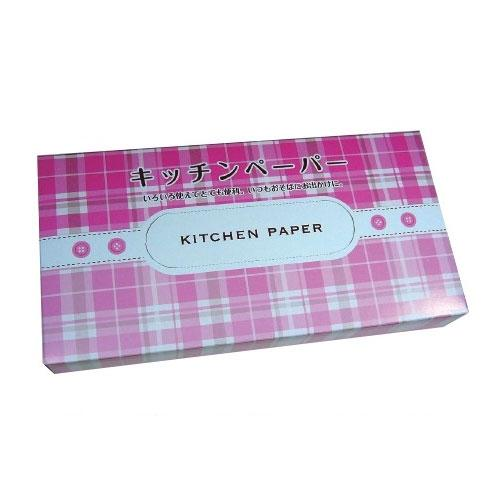 キッチンペーパー
いろいろ使えてとても便利。いつもおそばにお出かけに。
KITCHEN PAPER